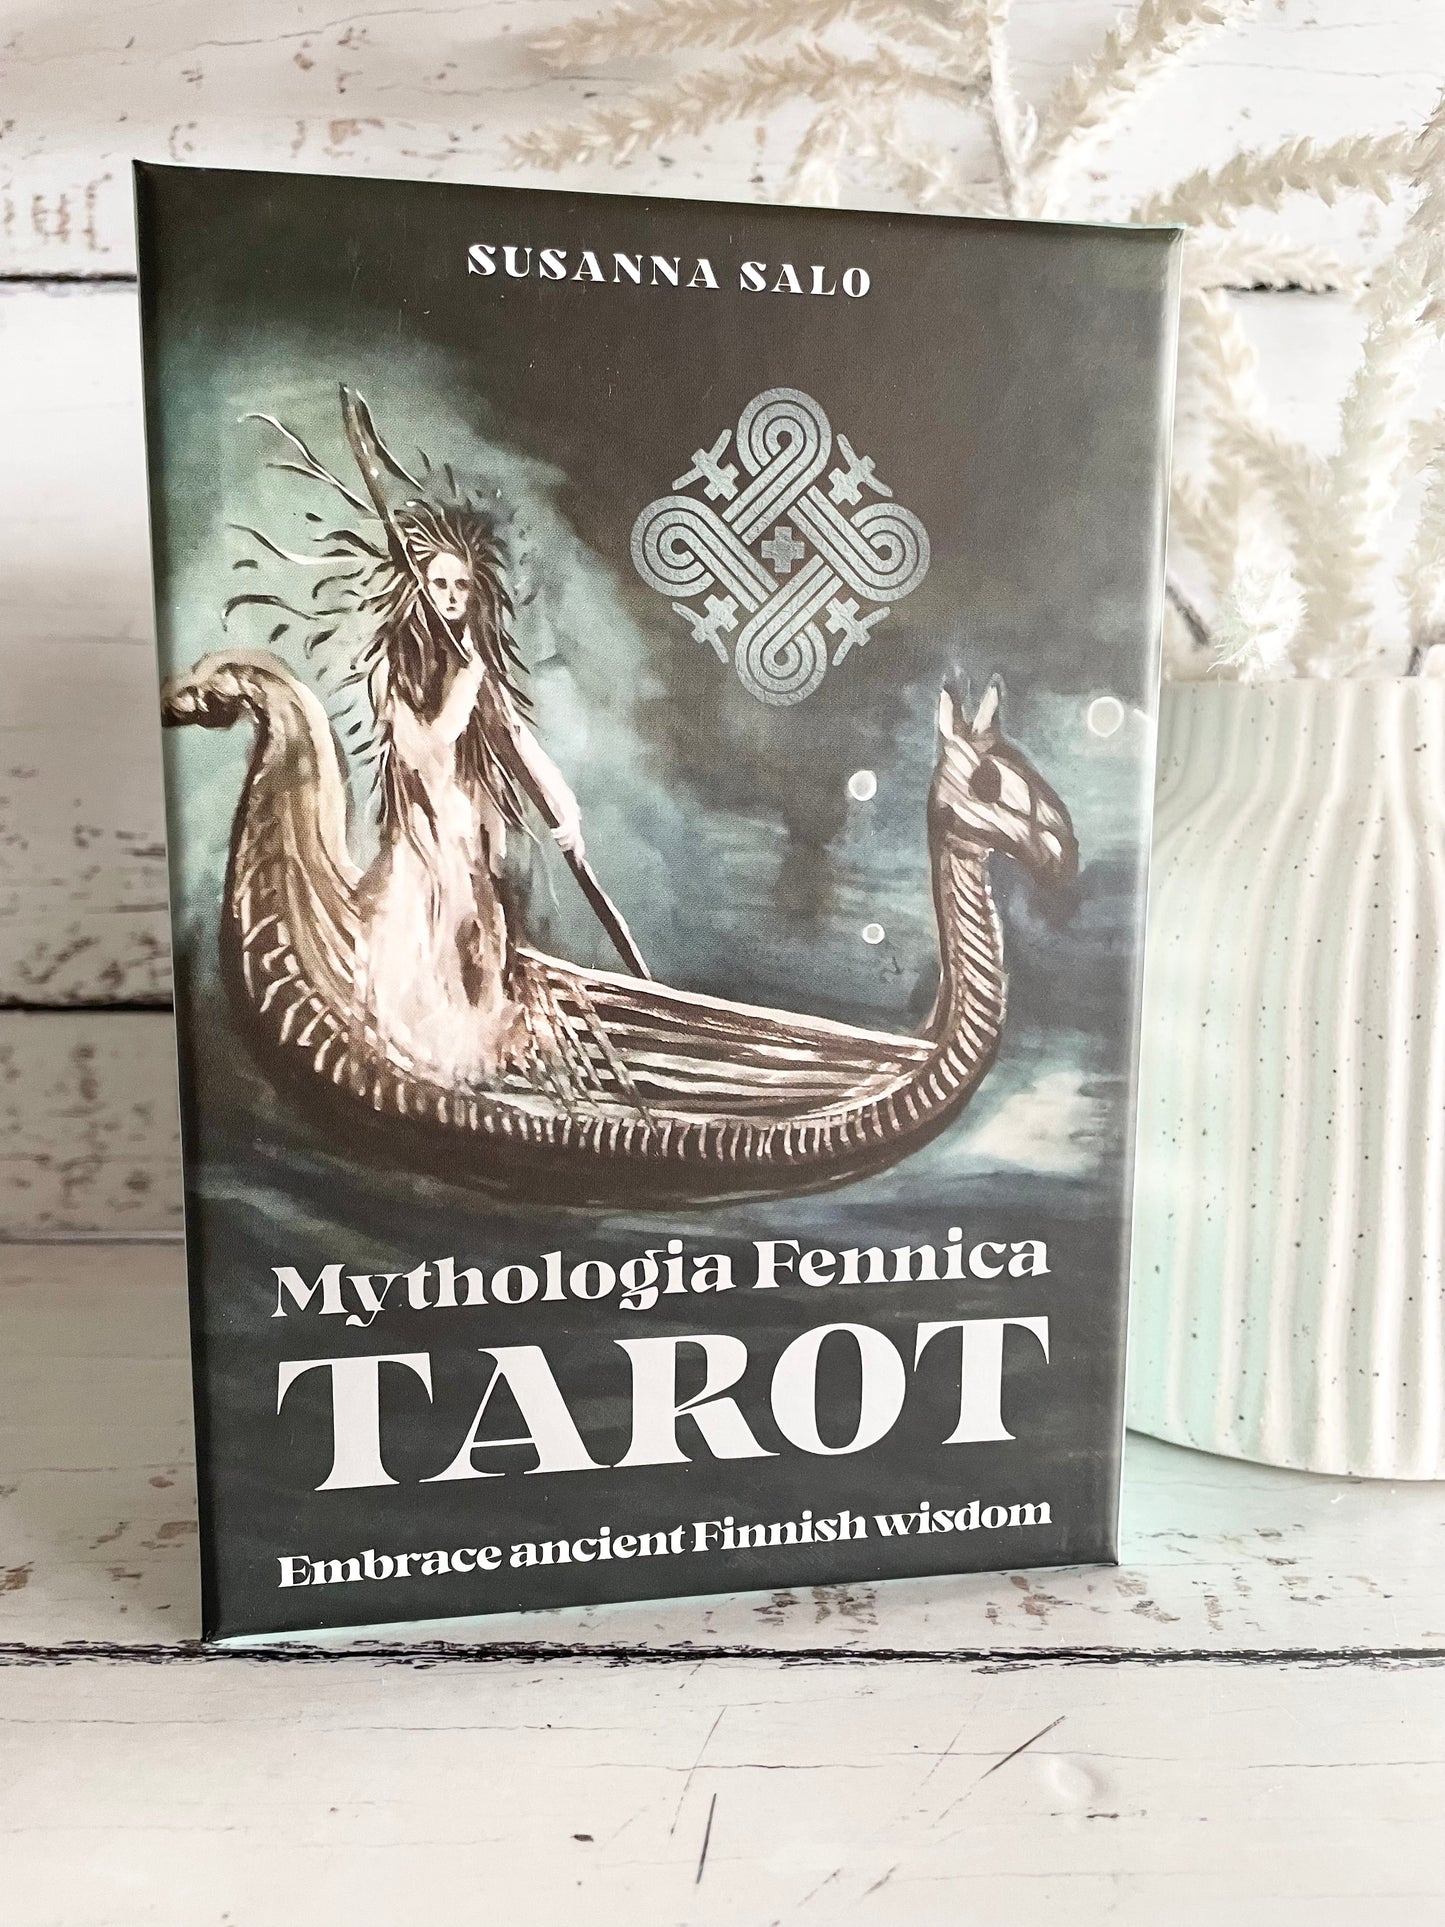 SUSANNA SALO
Mythologia Fennica
TAROT
Embrace ancient Finnish wisdom